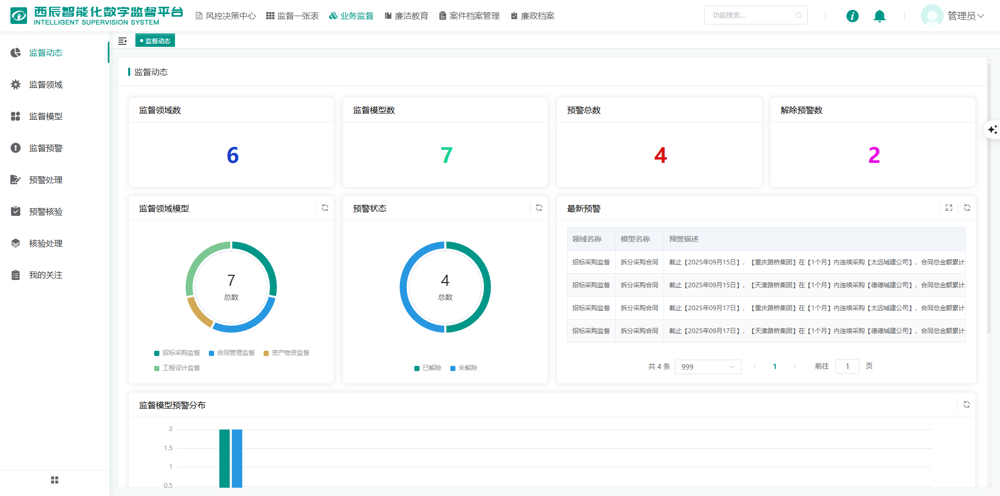 西辰智能化数字监督平台
INTELLIGENT SUPERVISION SYSTEM
风控决策中心
监督一张表
业务监督
廉洁教育
案件档案管理
廉政档案
功能搜索...
管理员
监督动态
监督领域
监督模型
监督预警
预警处理
预警核验
核验处理
我的关注
监督动态
监督动态
监督领域数
6
监督模型数
7
预警总数
4
解除预警数
2
监督领域模型
7
总数
招标采购监督
合同管理监督
资产物资监督
工程设计监督
预警状态
4
总数
已解除
未解除
最新预警
领域名称 模型名称 预警描述
招标采购监督 拆分采购合同 截止【2025年09月15日】，【重庆路桥集团】在【1个月】内连续采购【太远城建公司】，合同总金额累计
招标采购监督 拆分采购合同 截止【2025年09月15日】，【天津路桥集团】在【1个月】内连续采购【德德城建公司】，合同总金额累计
招标采购监督 拆分采购合同 截止【2025年09月17日】，【重庆路桥集团】在【1个月】内连续采购【太远城建公司】，合同总金额累计
招标采购监督 拆分采购合同 截止【2025年09月17日】，【天津路桥集团】在【1个月】内连续采购【德德城建公司】，合同总金额累计
共 4 条 999 1 前往 1 页
监督模型预警分布
2
1.5
1
0.5